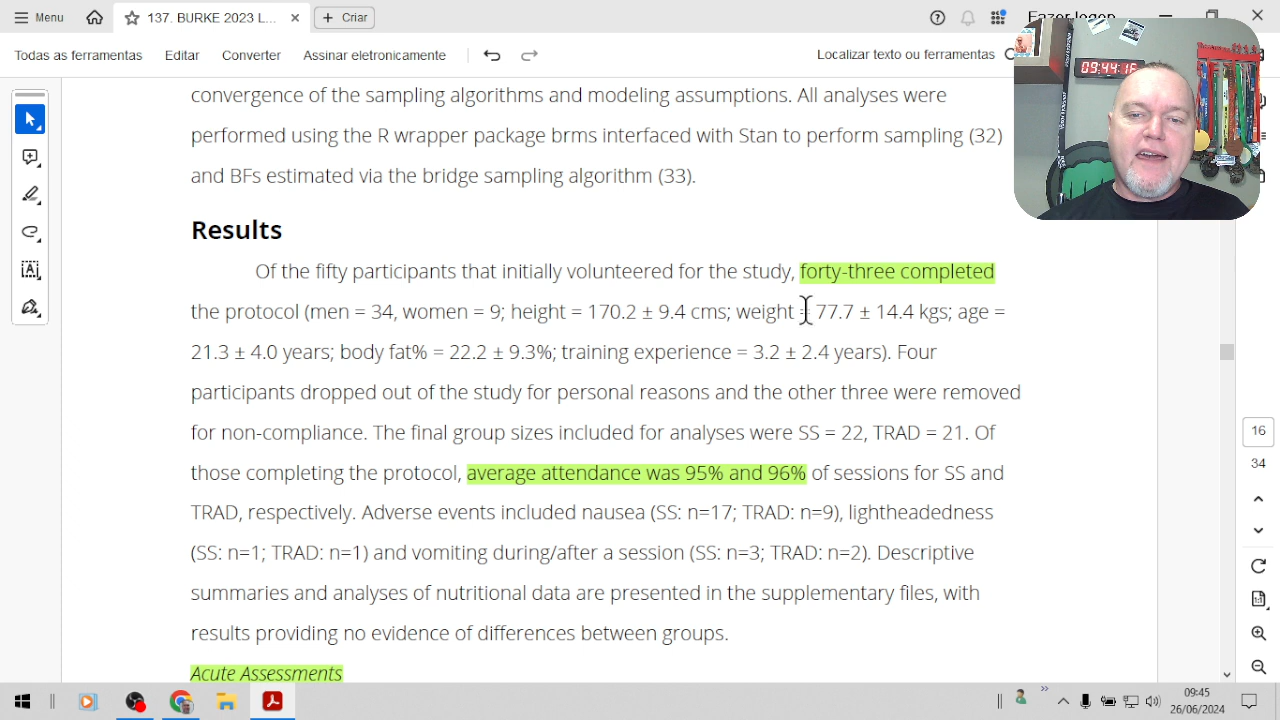 Menu
137. BURKE 2023 L...
Criar
Todas as ferramentas
Editar
Converter
Assinar eletronicamente
Localizar texto ou ferramentas
09:44:16
convergence of the sampling algorithms and modeling assumptions. All analyses were
performed using the R wrapper package brms interfaced with Stan to perform sampling (32)
and BFs estimated via the bridge sampling algorithm (33).
Results
Of the fifty participants that initially volunteered for the study, forty-three completed
the protocol (men = 34, women = 9; height = 170.2 ± 9.4 cms; weight = 77.7 ± 14.4 kgs; age =
21.3 ± 4.0 years; body fat% = 22.2 ± 9.3%; training experience = 3.2 ± 2.4 years). Four
participants dropped out of the study for personal reasons and the other three were removed
for non-compliance. The final group sizes included for analyses were SS = 22, TRAD = 21. Of
those completing the protocol, average attendance was 95% and 96% of sessions for SS and
TRAD, respectively. Adverse events included nausea (SS: n=17; TRAD: n=9), lightheadedness
(SS: n=1; TRAD: n=1) and vomiting during/after a session (SS: n=3; TRAD: n=2). Descriptive
summaries and analyses of nutritional data are presented in the supplementary files, with
results providing no evidence of differences between groups.
Acute Assessments
16
34
09:45
26/06/2024